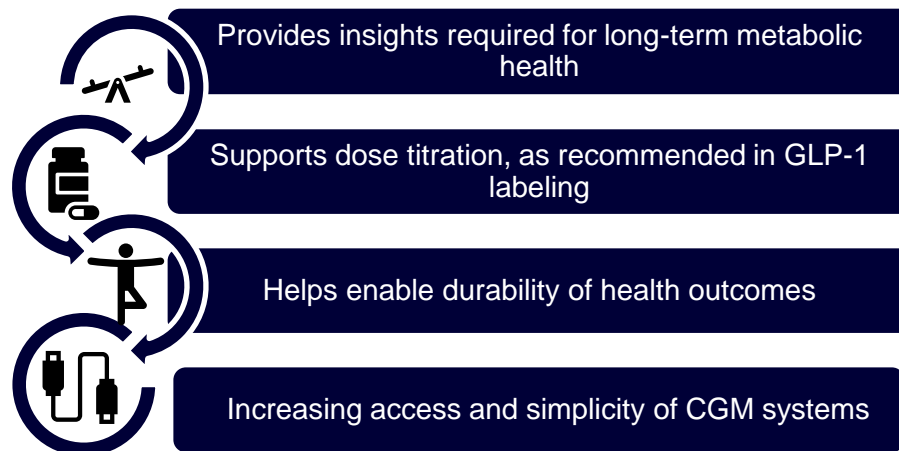 Provides insights required for long-term metabolic
health
Supports dose titration, as recommended in GLP-1
labeling
Helps enable durability of health outcomes
Increasing access and simplicity of CGM systems